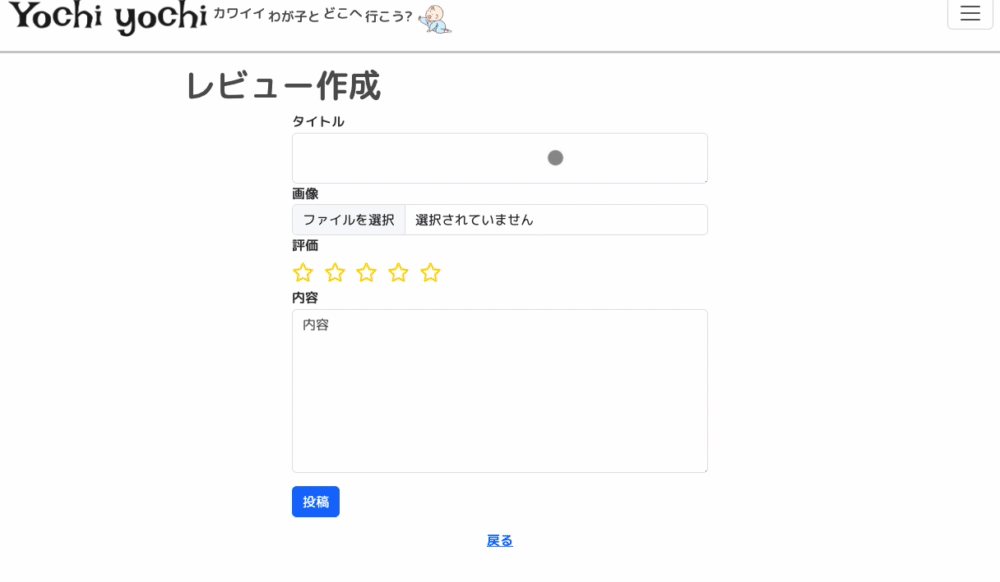 Yochi yochi カワイイ わが子と どこへ 行こう?
レビュー作成
タイトル
画像
ファイルを選択 選択されていません
評価
内容
内容
投稿
戻る